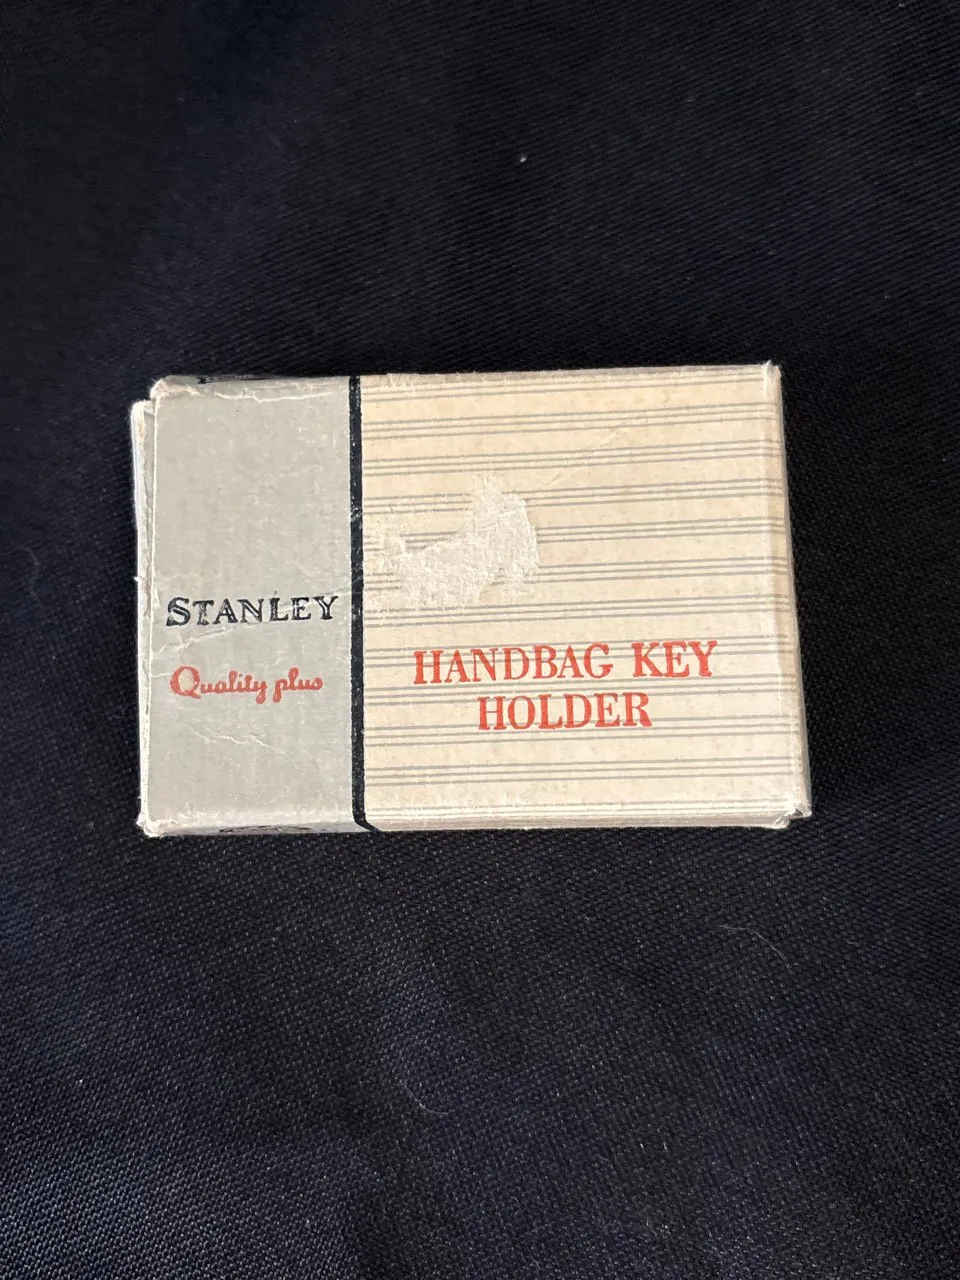 STANLEY
Quality plus
HANDBAG KEY
HOLDER